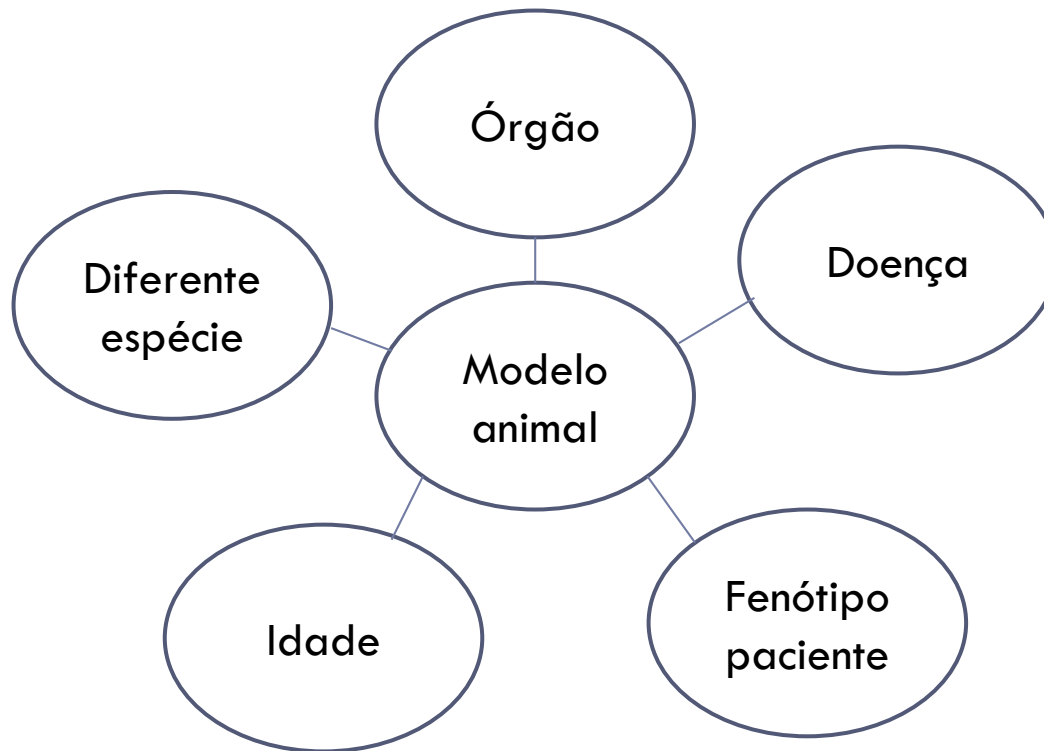 Órgão
Doença
Diferente
espécie
Modelo
animal
Fenótipo
paciente
Idade